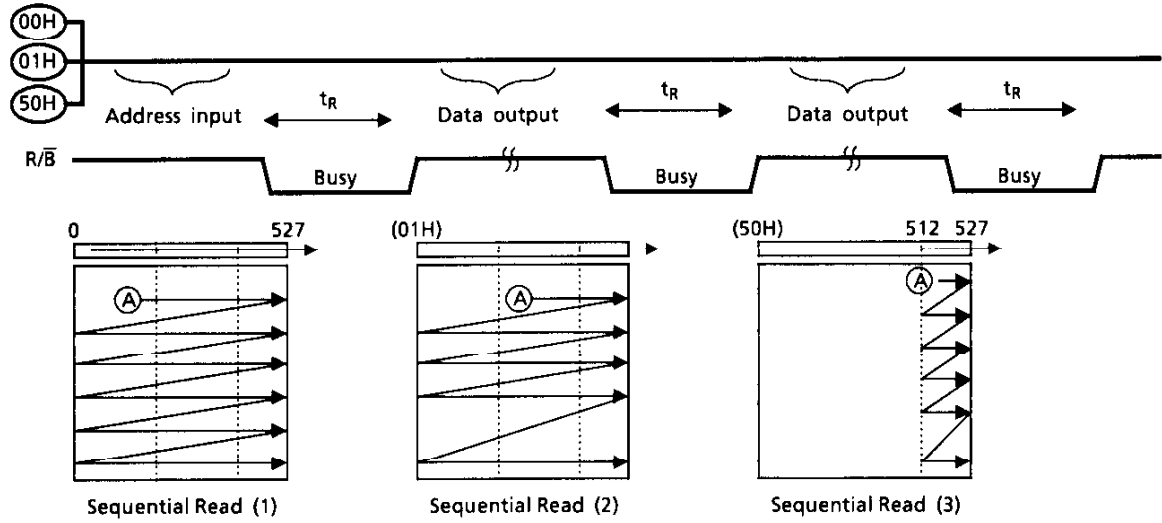 00H
01H
50H
Address input
tR
Data output
tR
Data output
tR
R/B̅
Busy
Busy
Busy
0 527
(01H)
(50H) 512 527
A
A
A
Sequential Read (1)
Sequential Read (2)
Sequential Read (3)